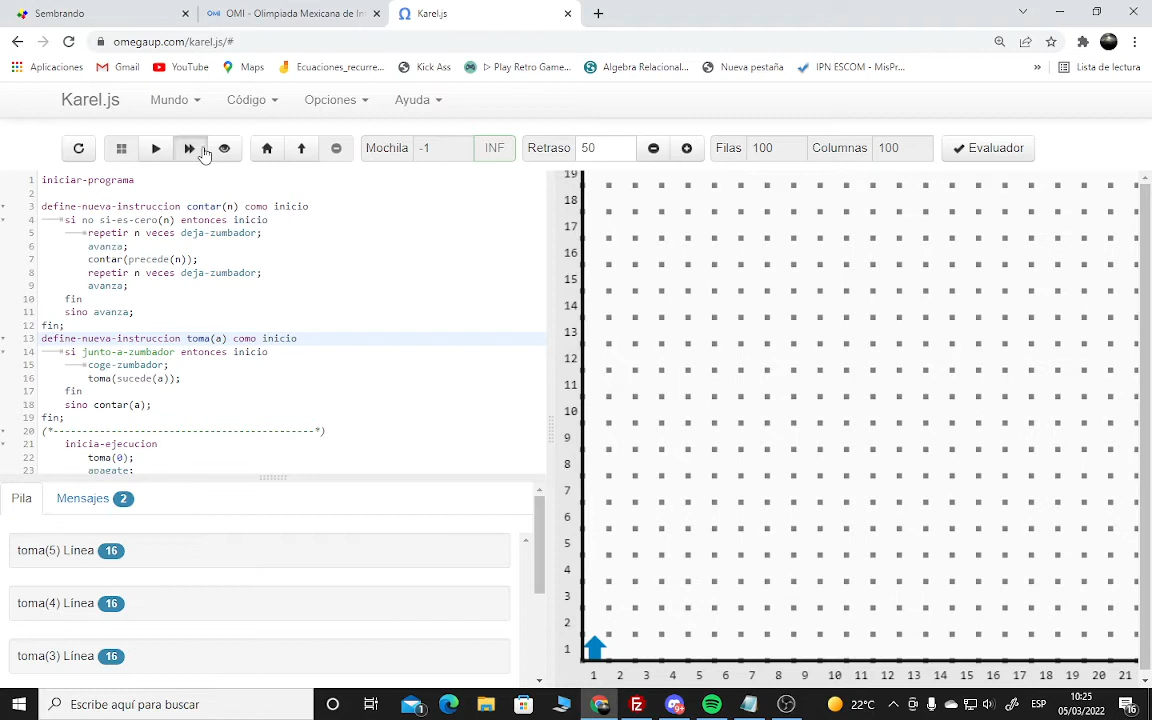 Sembrando
OMI - Olimpiada Mexicana de In
Karel.js
omegaup.com/karel.js/#
Aplicaciones
Gmail
YouTube
Maps
Ecuaciones_recurre...
Kick Ass
▷ Play Retro Game...
Algebra Relacional...
Nueva pestaña
IPN ESCOM - MisPr...
»
Lista de lectura
Karel.js
Mundo
Código
Opciones
Ayuda
Mochila -1 INF
Retraso 50
Filas 100
Columnas 100
Evaluador
1 iniciar-programa
2
3 define-nueva-instruccion contar(n) como inicio
4 si no si-es-cero(n) entonces inicio
5 repetir n veces deja-zumbador;
6 avanza;
7 contar(precede(n));
8 repetir n veces deja-zumbador;
9 avanza;
10 fin
11 sino avanza;
12 fin;
13 define-nueva-instruccion toma(a) como inicio
14 si junto-a-zumbador entonces inicio
15 coge-zumbador;
16 toma(sucede(a));
17 fin
18 sino contar(a);
19 fin;
20 (*------------------------------------------*)
21 inicia-ejecucion
22 toma(0);
23 apagate;
Pila
Mensajes 2
toma(5) Línea 16
toma(4) Línea 16
toma(3) Línea 16
19
18
17
16
15
14
13
12
11
10
9
8
7
6
5
4
3
2
1
1 2 3 4 5 6 7 8 9 10 11 12 13 14 15 16 17 18 19 20 21
Escribe aquí para buscar
1
22°C
ESP
10:25
05/03/2022
16